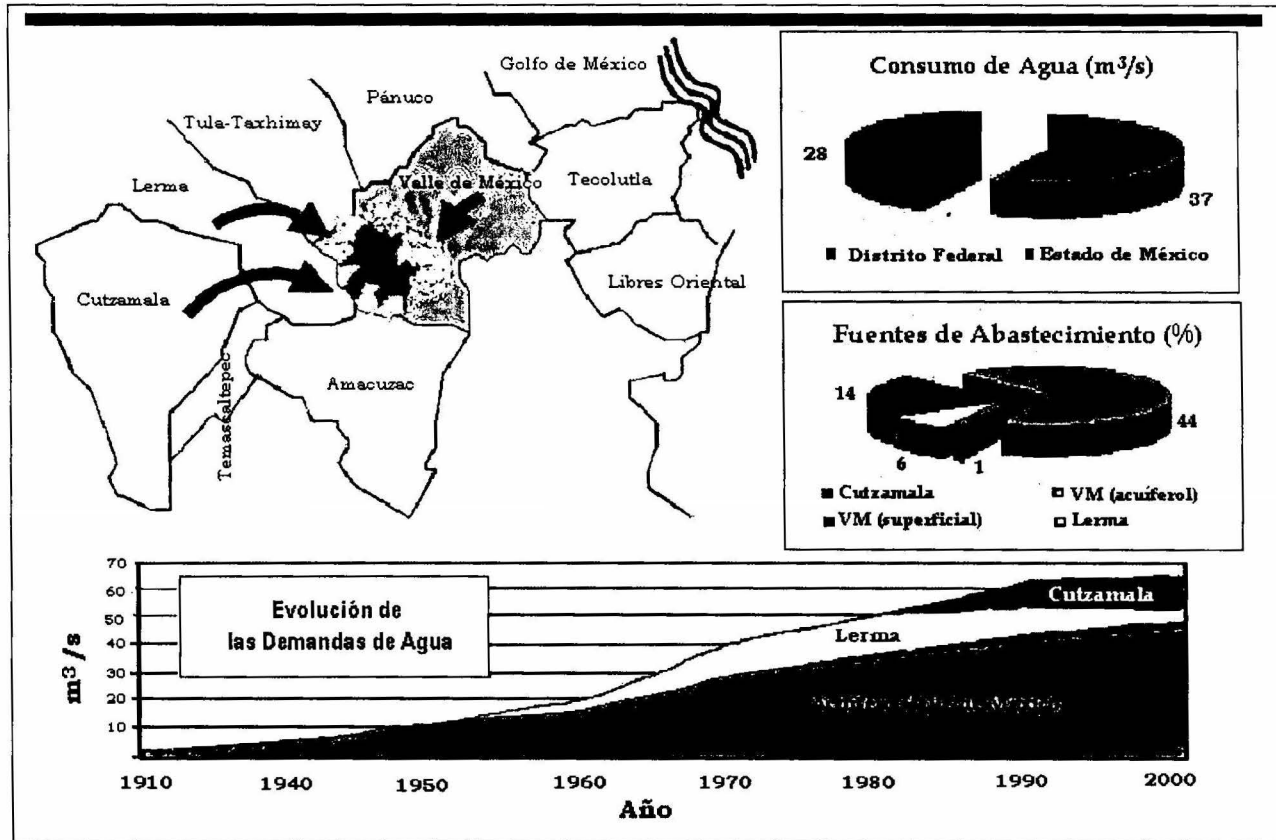 Golfo de México
Pánuco
Tula-Taxhimay
Lerma
Valle de México
Tecolutla
Cutzamala
Libres Oriental
Temascaltepec
Amacuzac
Consumo de Agua (m³/s)
28
37
Distrito Federal
Estado de México
Fuentes de Abastecimiento (%)
14
44
6
1
Cutzamala
VM (acuíferol)
VM (superficial)
Lerma
Evolución de
las Demandas de Agua
m³/s
70
60
50
40
30
20
10
Cutzamala
Lerma
1910
1940
1950
1960
1970
1980
1990
2000
Año